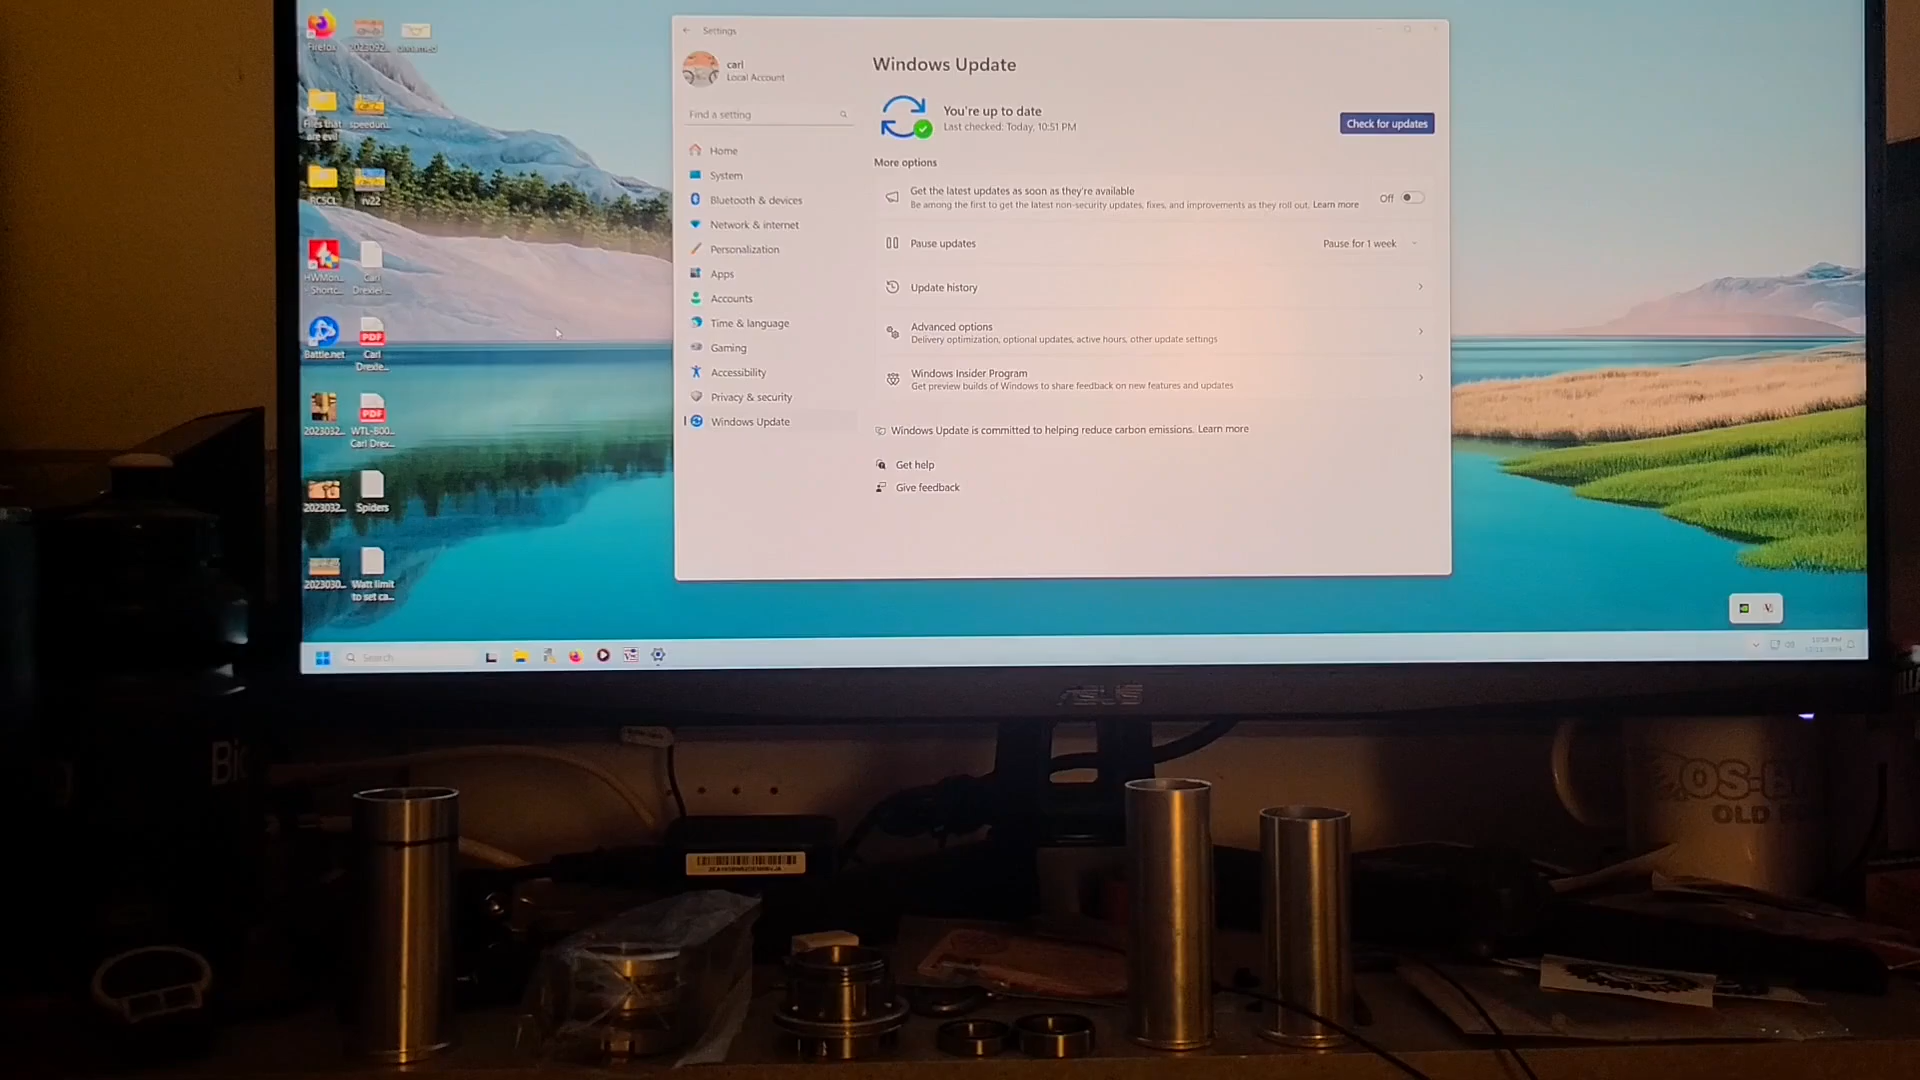 Firefox
unnamed
Files that
are evil
speedrun...
RCSCL
rv22
HWMon...
- Shortc...
Carl
Drexler...
Battle.net
Carl
Drexle...
2023032...
WTL-800...
Carl Drex...
2023032...
Spiders
2023030...
Watt limit
to set ca...
Settings
carl
Local Account
Find a setting
Home
System
Bluetooth & devices
Network & internet
Personalization
Apps
Accounts
Time & language
Gaming
Accessibility
Privacy & security
Windows Update
Windows Update
You're up to date
Last checked: Today, 10:51 PM
Check for updates
More options
Get the latest updates as soon as they're available
Be among the first to get the latest non-security updates, fixes, and improvements as they roll out. Learn more
Off
Pause updates
Pause for 1 week
Update history
Advanced options
Delivery optimization, optional updates, active hours, other update settings
Windows Insider Program
Get preview builds of Windows to share feedback on new features and updates
Windows Update is committed to helping reduce carbon emissions. Learn more
Get help
Give feedback
Search
ASUS
OLD